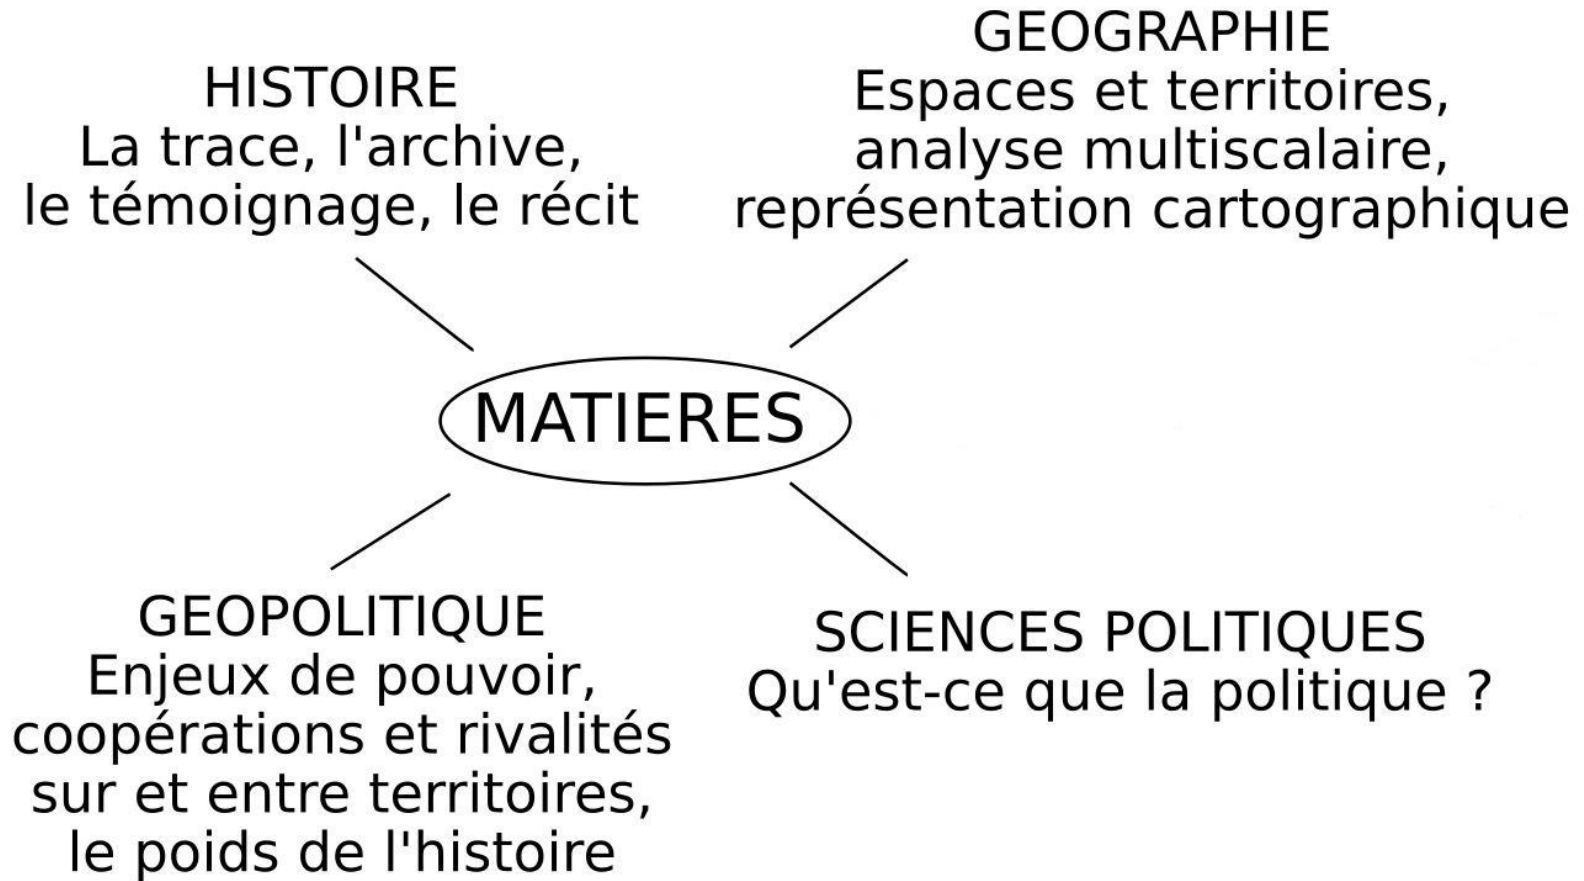 HISTOIRE
La trace, l'archive,
le témoignage, le récit
GEOGRAPHIE
Espaces et territoires,
analyse multiscalaire,
représentation cartographique
MATIERES
GEOPOLITIQUE
Enjeux de pouvoir,
coopérations et rivalités
sur et entre territoires,
le poids de l'histoire
SCIENCES POLITIQUES
Qu'est-ce que la politique ?